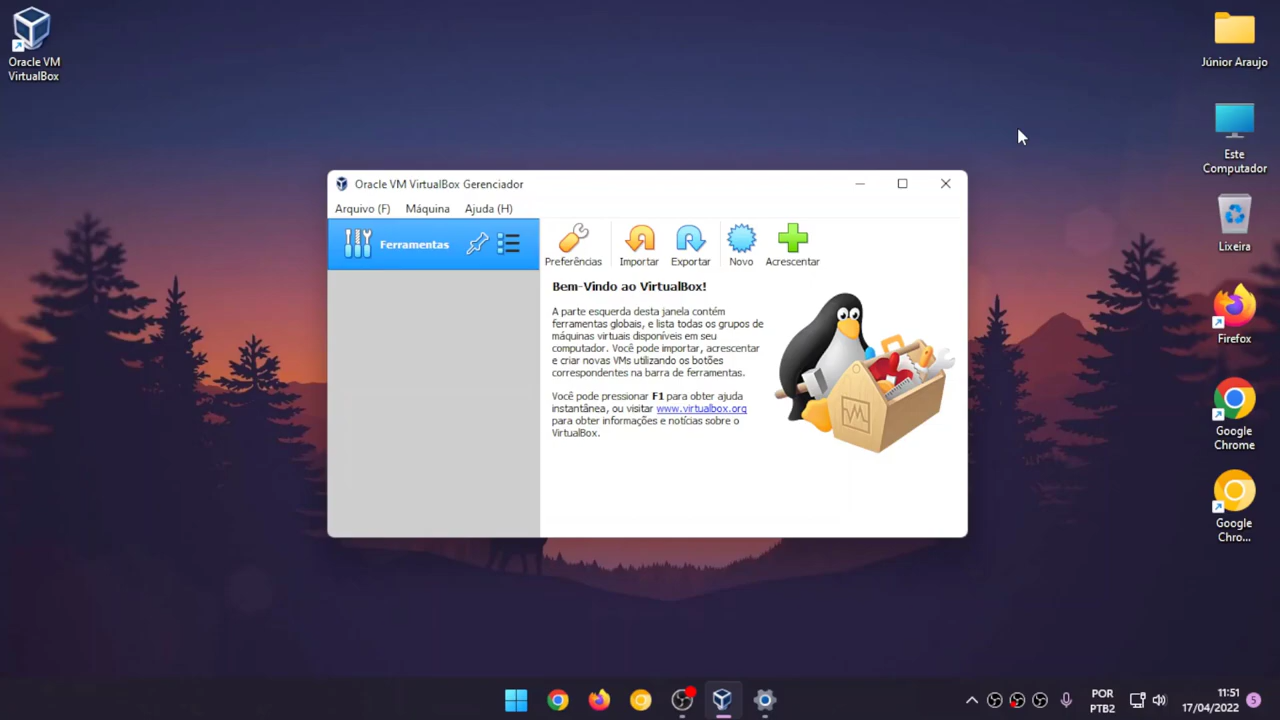 Oracle VM
VirtualBox
Júnior Araujo
Este
Computador
Lixeira
Firefox
Google
Chrome
Google
Chro...
Oracle VM VirtualBox Gerenciador
Arquivo (F) Máquina Ajuda (H)
Ferramentas
Preferências Importar Exportar Novo Acrescentar
Bem-Vindo ao VirtualBox!
A parte esquerda desta janela contém
ferramentas globais, e lista todas os grupos de
máquinas virtuais disponíveis em seu
computador. Você pode importar, acrescentar
e criar novas VMs utilizando os botões
correspondentes na barra de ferramentas.
Você pode pressionar F1 para obter ajuda
instantânea, ou visitar www.virtualbox.org
para obter informações e notícias sobre o
VirtualBox.
POR
PTB2
11:51
17/04/2022
5